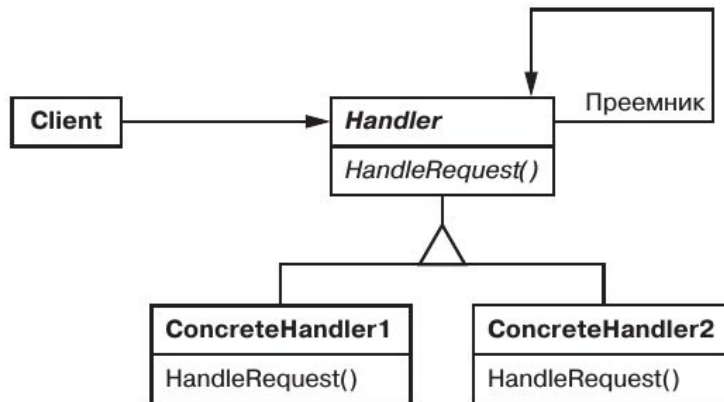 Преемник
Client
Handler
HandleRequest()
ConcreteHandler1
ConcreteHandler2
HandleRequest()
HandleRequest()